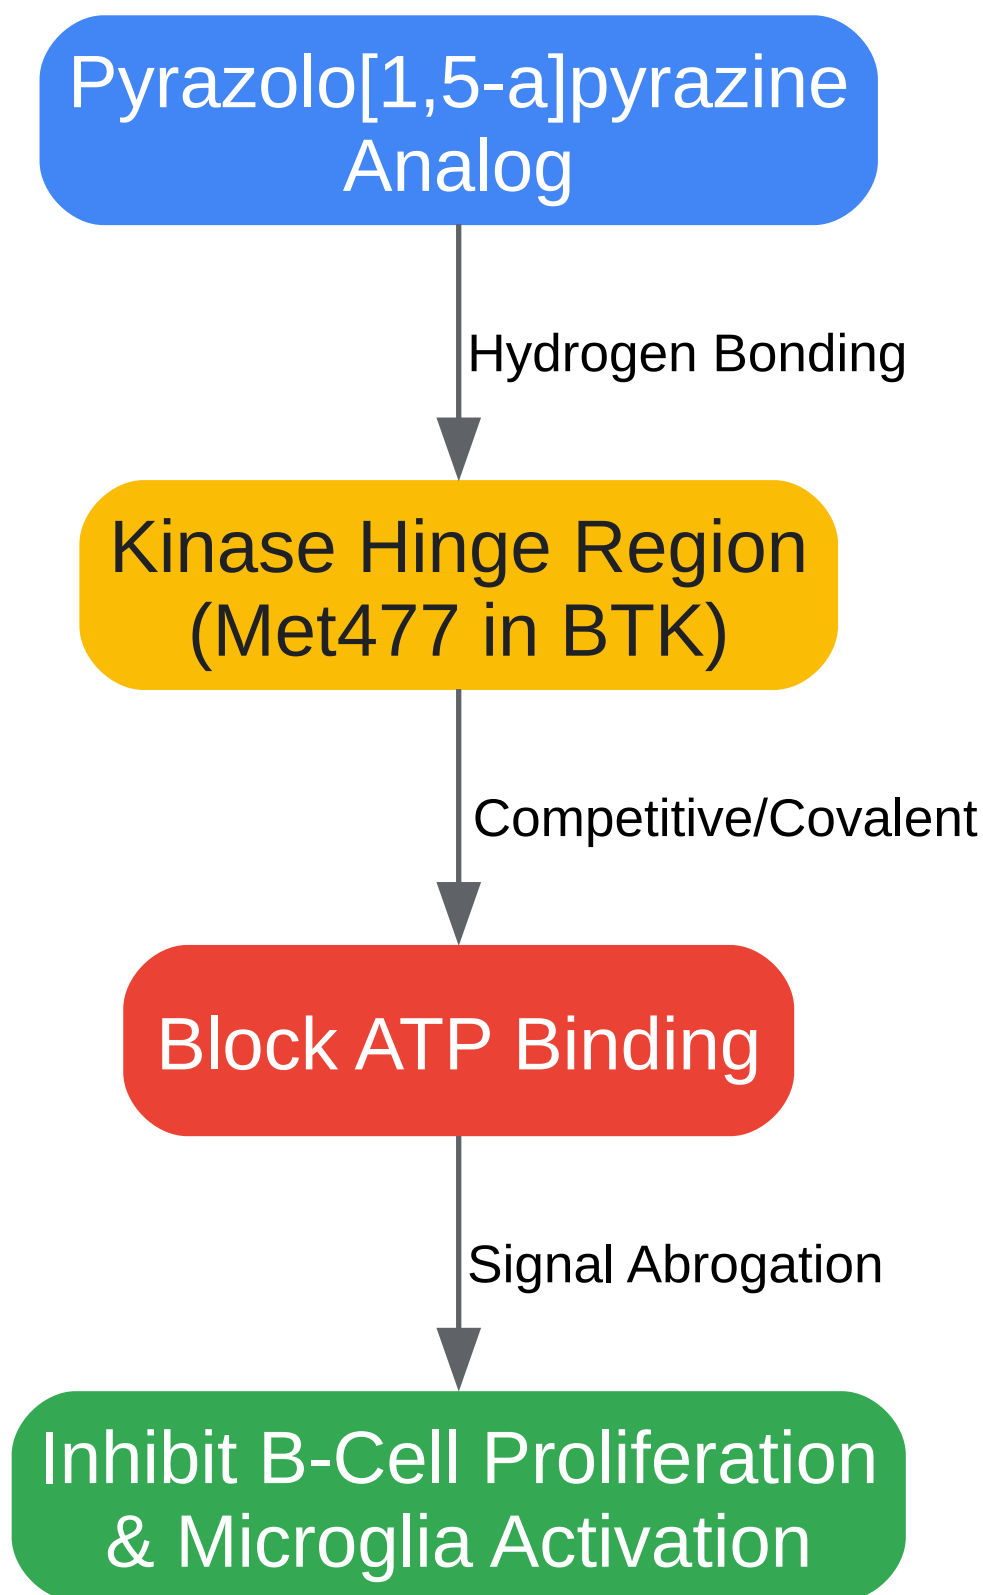 Pyrazolo[1,5-a]pyrazine
Analog
Hydrogen Bonding
Kinase Hinge Region
(Met477 in BTK)
Competitive/Covalent
Block ATP Binding
Signal Abrogation
Inhibit B-Cell Proliferation
& Microglia Activation